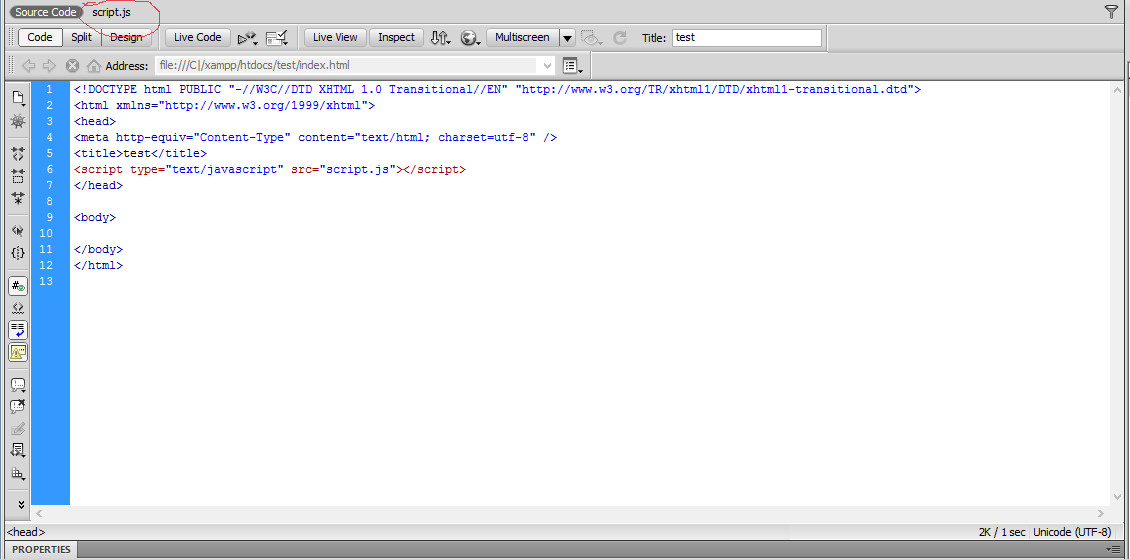 Source Code script.js
Code Split Design Live Code Live View Inspect Multiscreen Title: test
Address: file:///C|/xampp/htdocs/test/index.html
1 <!DOCTYPE html PUBLIC "-//W3C//DTD XHTML 1.0 Transitional//EN" "http://www.w3.org/TR/xhtml1/DTD/xhtml1-transitional.dtd">
2 <html xmlns="http://www.w3.org/1999/xhtml">
3 <head>
4 <meta http-equiv="Content-Type" content="text/html; charset=utf-8" />
5 <title>test</title>
6 <script type="text/javascript" src="script.js"></script>
7 </head>
8
9 <body>
10
11 </body>
12 </html>
13
<head> 2K / 1 sec Unicode (UTF-8)
PROPERTIES